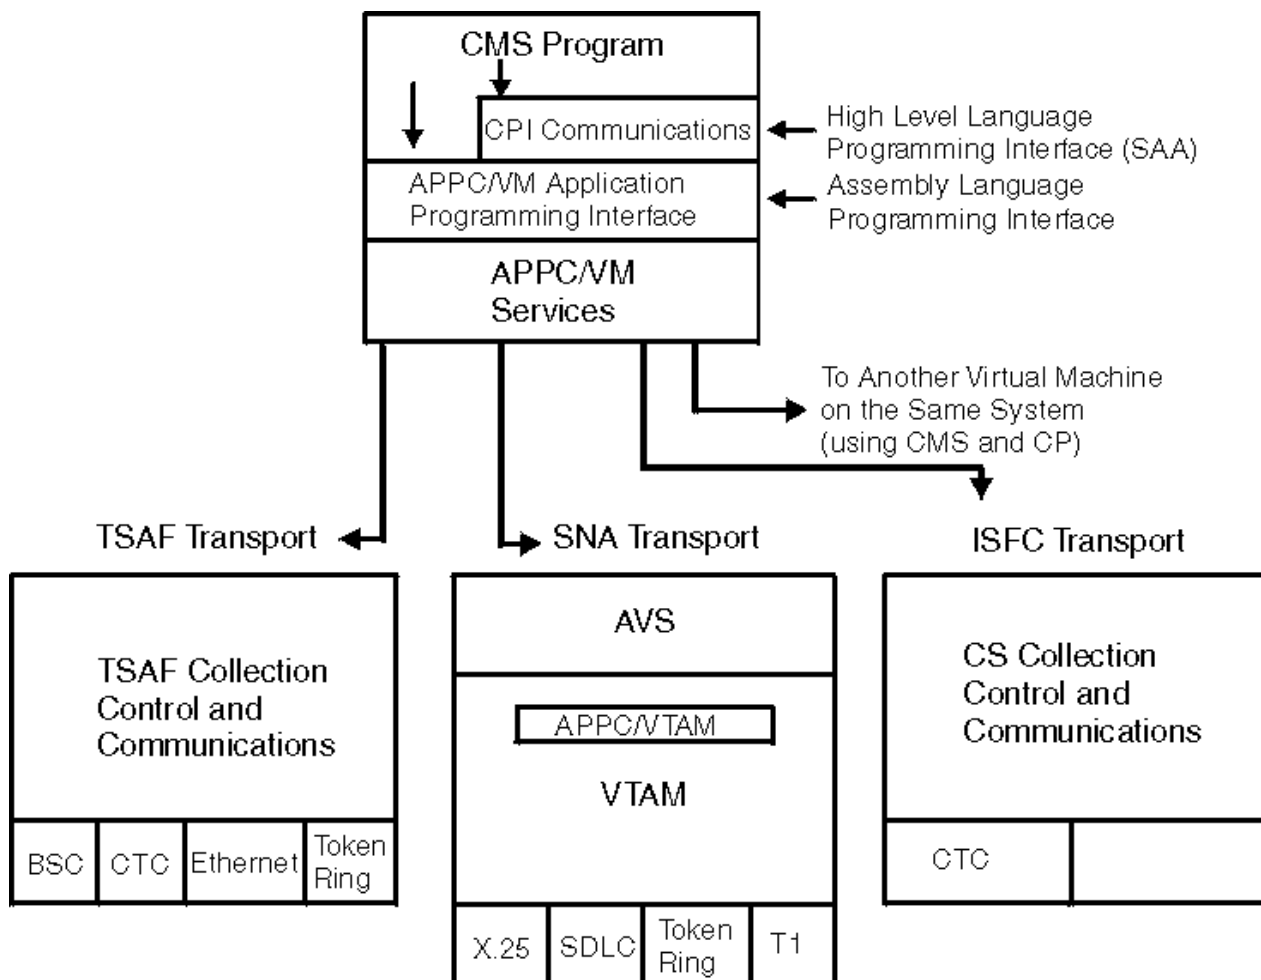 CMS Program
CPI Communications
High Level Language
Programming Interface (SAA)
APPC/VM Application
Programming Interface
Assembly Language
Programming Interface
APPC/VM
Services
To Another Virtual Machine
on the Same System
(using CMS and CP)
TSAF Transport
SNA Transport
ISFC Transport
TSAF Collection
Control and
Communications
BSC
CTC
Ethernet
Token
Ring
AVS
APPC/VTAM
VTAM
X.25
SDLC
Token
Ring
T1
CS Collection
Control and
Communications
CTC